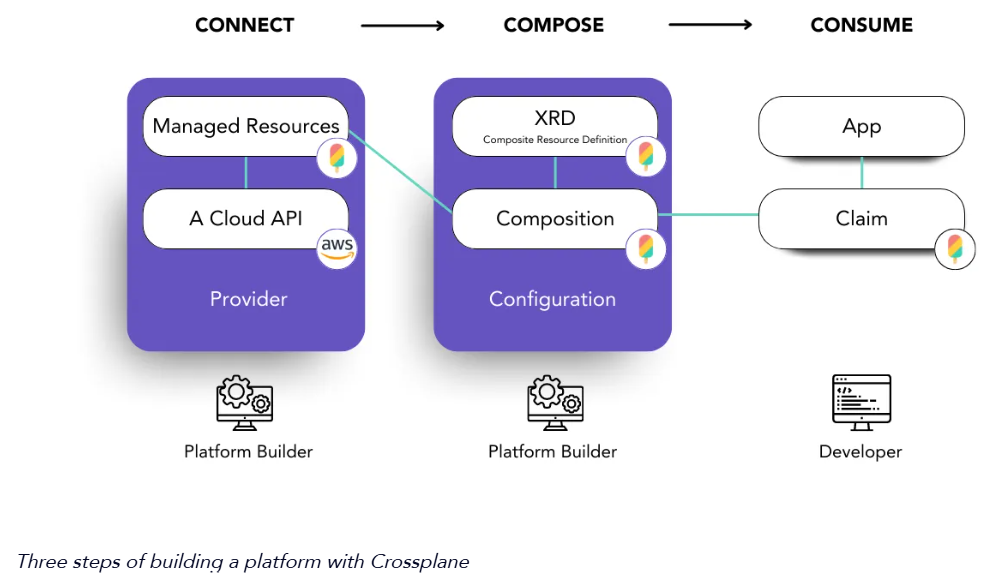 CONNECT
COMPOSE
CONSUME
Managed Resources
A Cloud API
aws
Provider
XRD
Composite Resource Definition
Composition
Configuration
App
Claim
</>
Platform Builder
Platform Builder
Developer
Three steps of building a platform with Crossplane